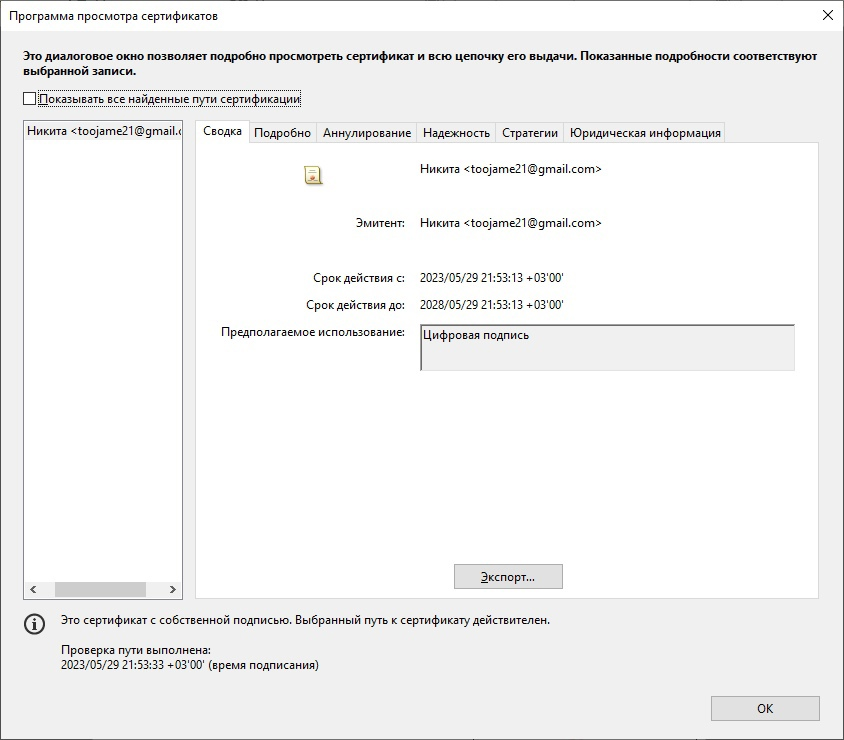 Программа просмотра сертификатов
Это диалоговое окно позволяет подробно просмотреть сертификат и всю цепочку его выдачи. Показанные подробности соответствуют
выбранной записи.
Показывать все найденные пути сертификации
Никита <toojame21@gmail.c
Сводка Подробно Аннулирование Надежность Стратегии Юридическая информация
Никита <toojame21@gmail.com>
Эмитент: Никита <toojame21@gmail.com>
Срок действия с: 2023/05/29 21:53:13 +03'00'
Срок действия до: 2028/05/29 21:53:13 +03'00'
Предполагаемое использование: Цифровая подпись
Экспорт...
Это сертификат с собственной подписью. Выбранный путь к сертификату действителен.
Проверка пути выполнена:
2023/05/29 21:53:33 +03'00' (время подписания)
ОК